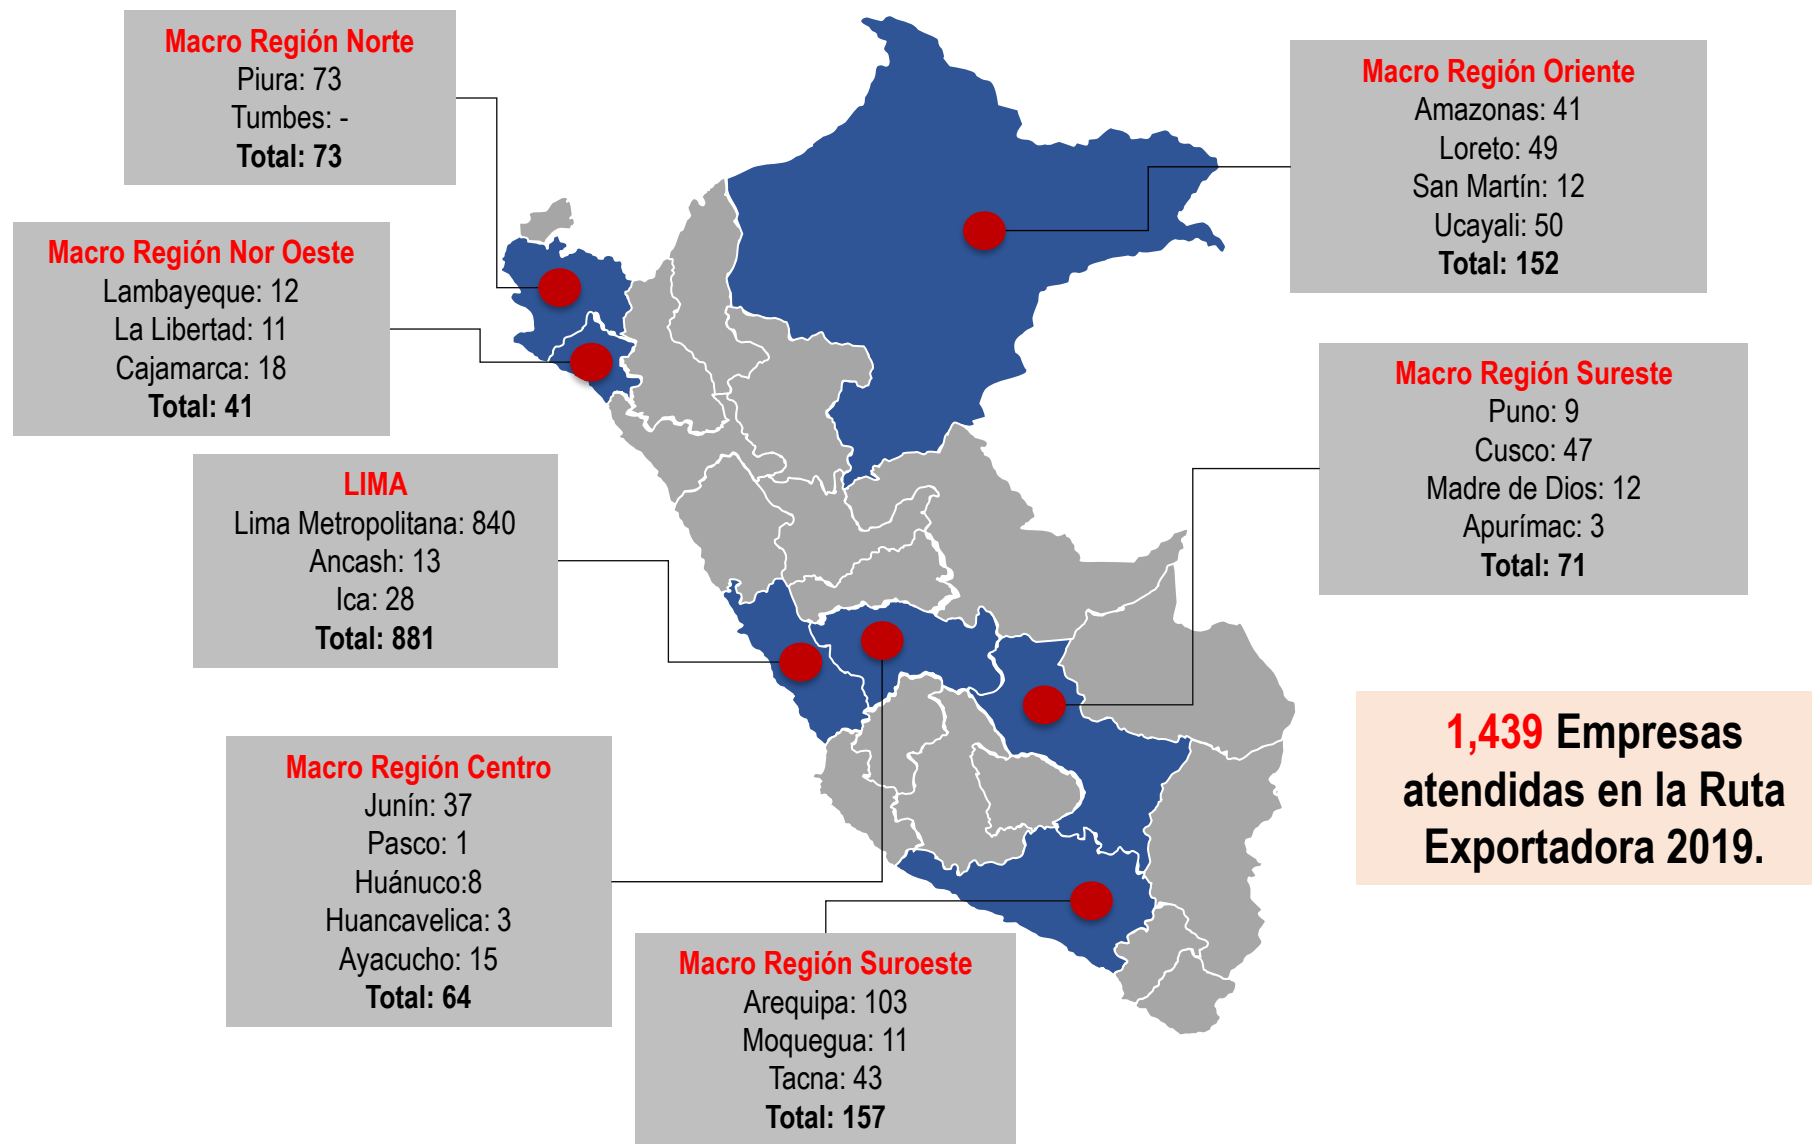 Macro Región Norte
Piura: 73
Tumbes: -
Total: 73
Macro Región Nor Oeste
Lambayeque: 12
La Libertad: 11
Cajamarca: 18
Total: 41
LIMA
Lima Metropolitana: 840
Ancash: 13
Ica: 28
Total: 881
Macro Región Centro
Junín: 37
Pasco: 1
Huánuco:8
Huancavelica: 3
Ayacucho: 15
Total: 64
Macro Región Suroeste
Arequipa: 103
Moquegua: 11
Tacna: 43
Total: 157
Macro Región Oriente
Amazonas: 41
Loreto: 49
San Martín: 12
Ucayali: 50
Total: 152
Macro Región Sureste
Puno: 9
Cusco: 47
Madre de Dios: 12
Apurímac: 3
Total: 71
1,439 Empresas
atendidas en la Ruta
Exportadora 2019.